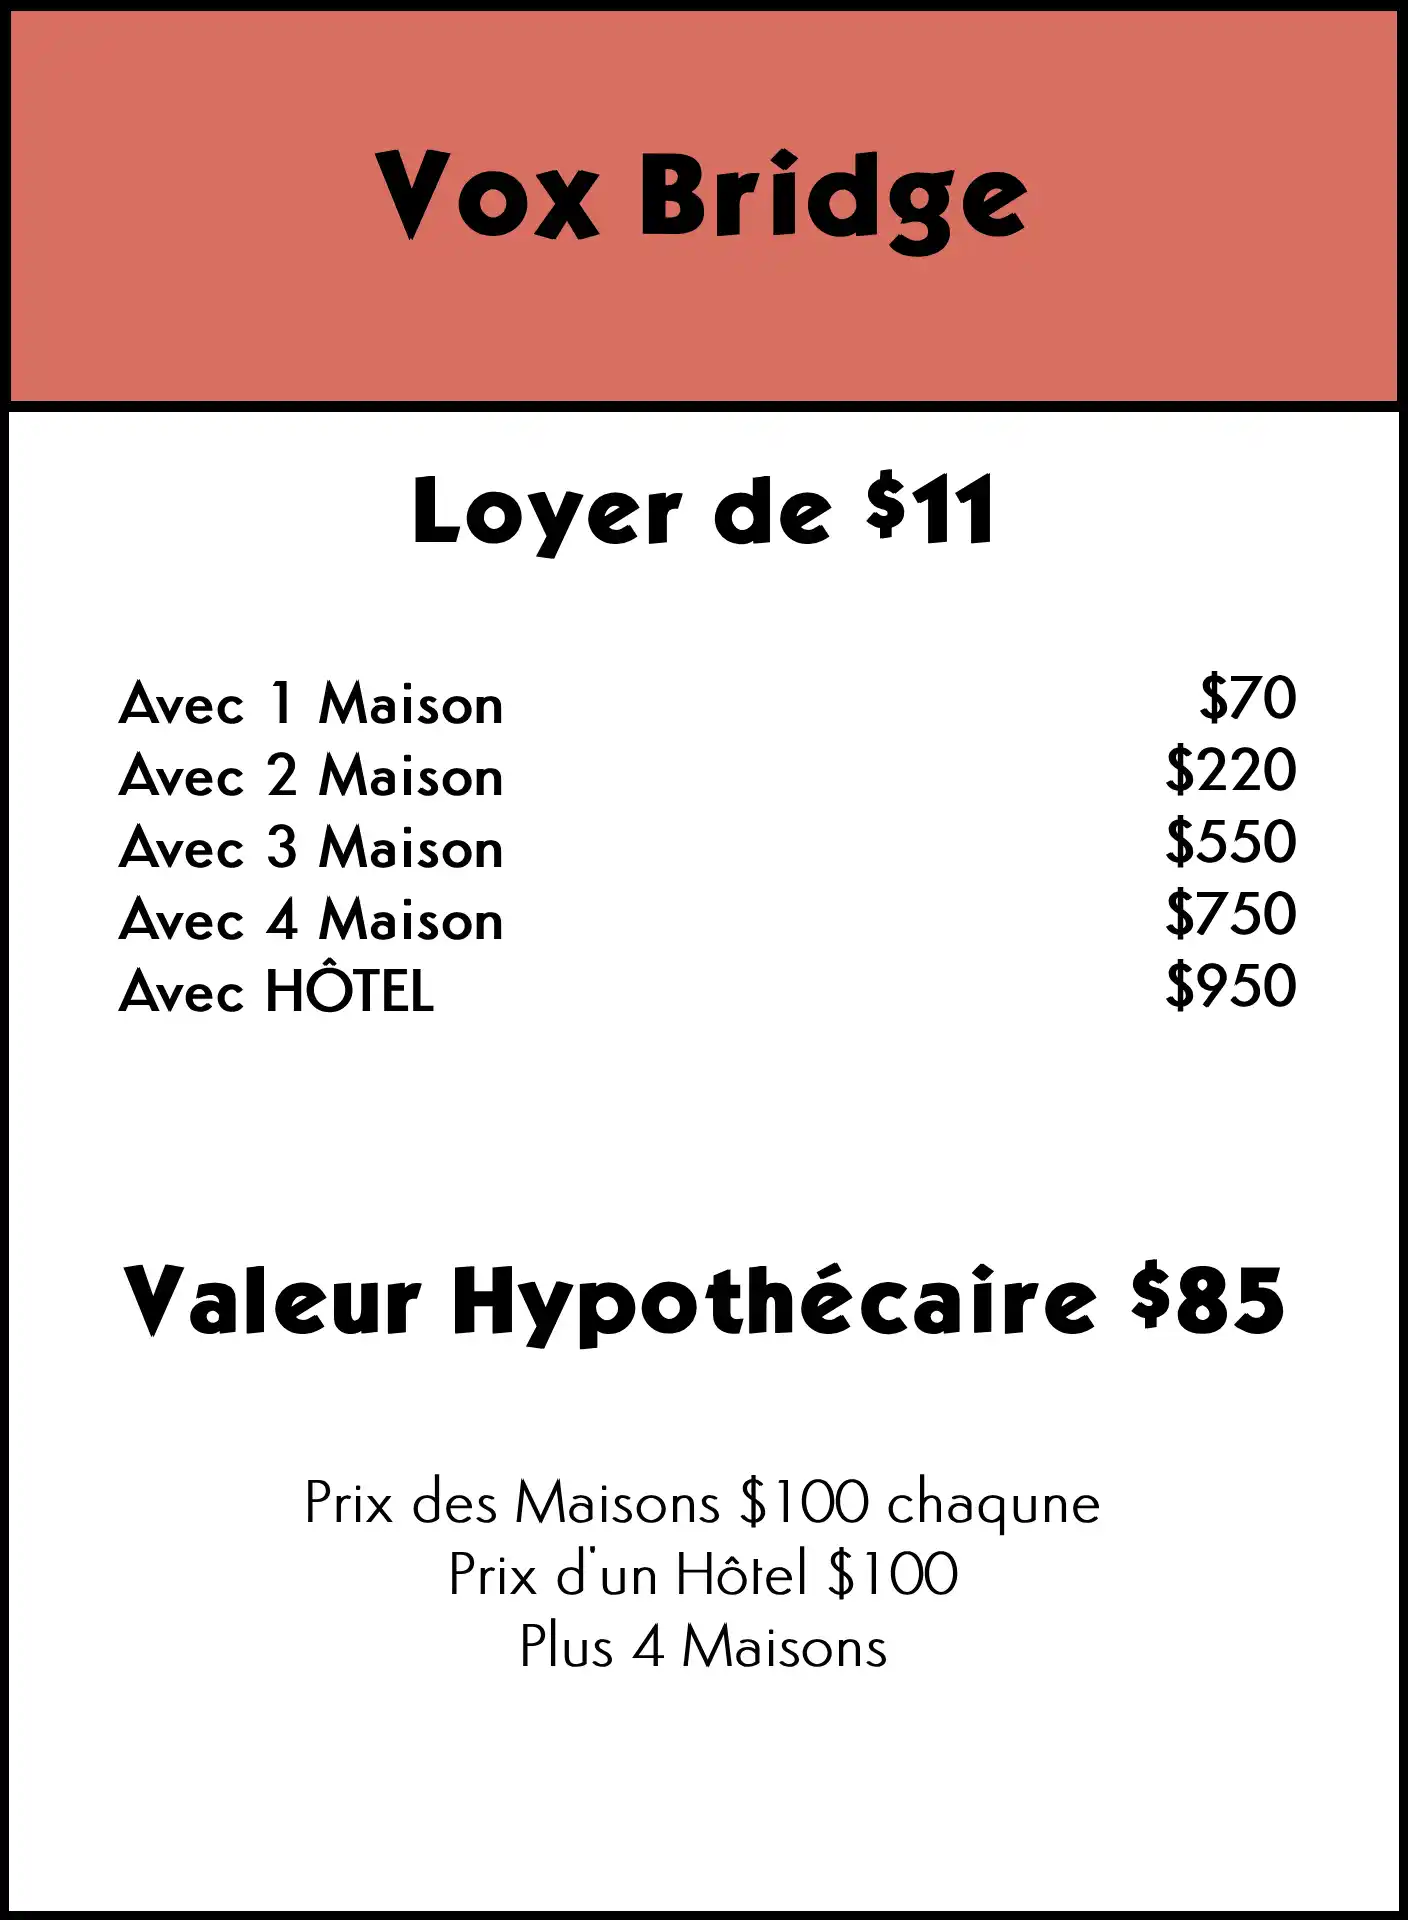 Vox Bridge
Loyer de $11
Avec 1 Maison $70
Avec 2 Maison $220
Avec 3 Maison $550
Avec 4 Maison $750
Avec HÔTEL $950
Valeur Hypothécaire $85
Prix des Maisons $100 chaqune
Prix d'un Hôtel $100
Plus 4 Maisons